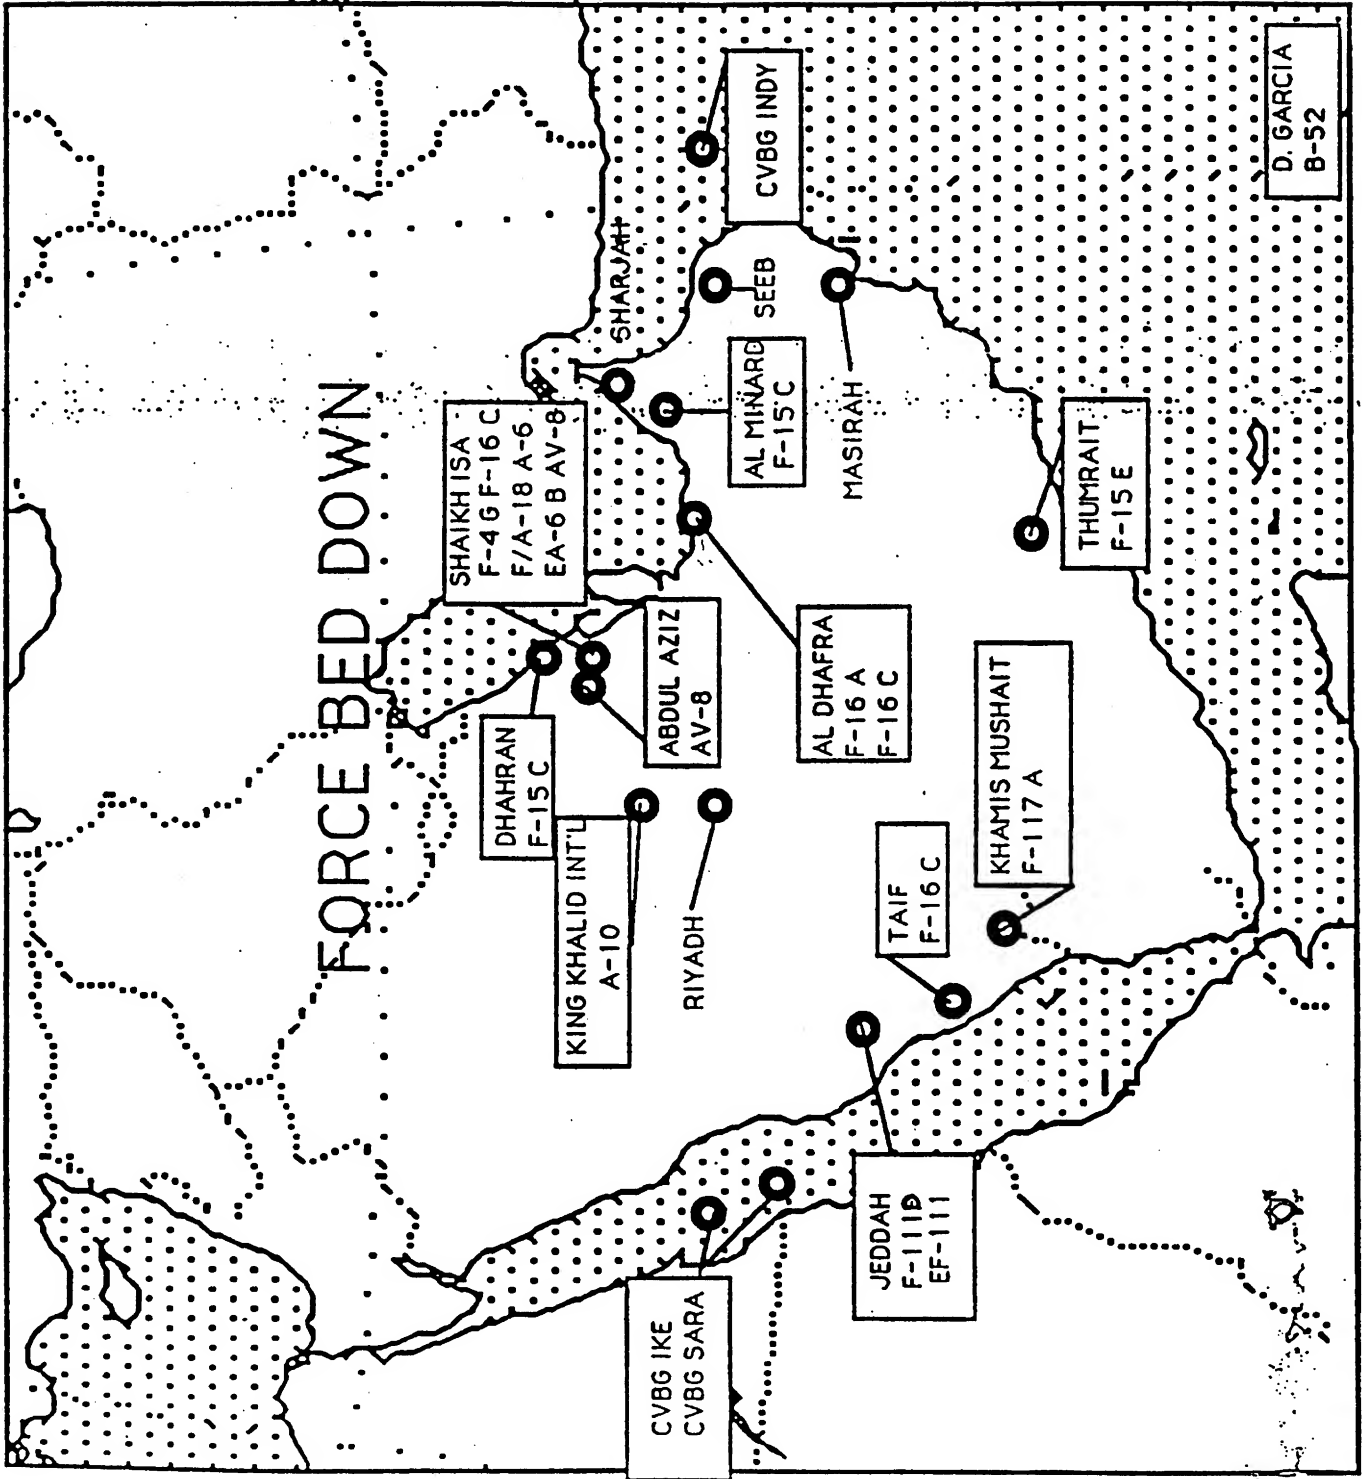 FORCE BED DOWN
SHAIKH ISA
F-4G F-16 C
F/A-18 A-6
EA-6B AV-8
SHARJAH
DHAHRAN
F-15 C
KING KHALID INT'L
A-10
ABDUL AZIZ
AV-8
CVBG INDY
SEEB
RIYADH
AL DHAFRA
F-16 A
F-16 C
AL MINARD
F-15 C
MASIRAH
CVBG IKE
CVBG SARA
JEDDAH
F-111D
EF-111
TAIF
F-16 C
KHAMIS MUSHAIT
F-117 A
THUMRAIT
F-15 E
D. GARCIA
B-52